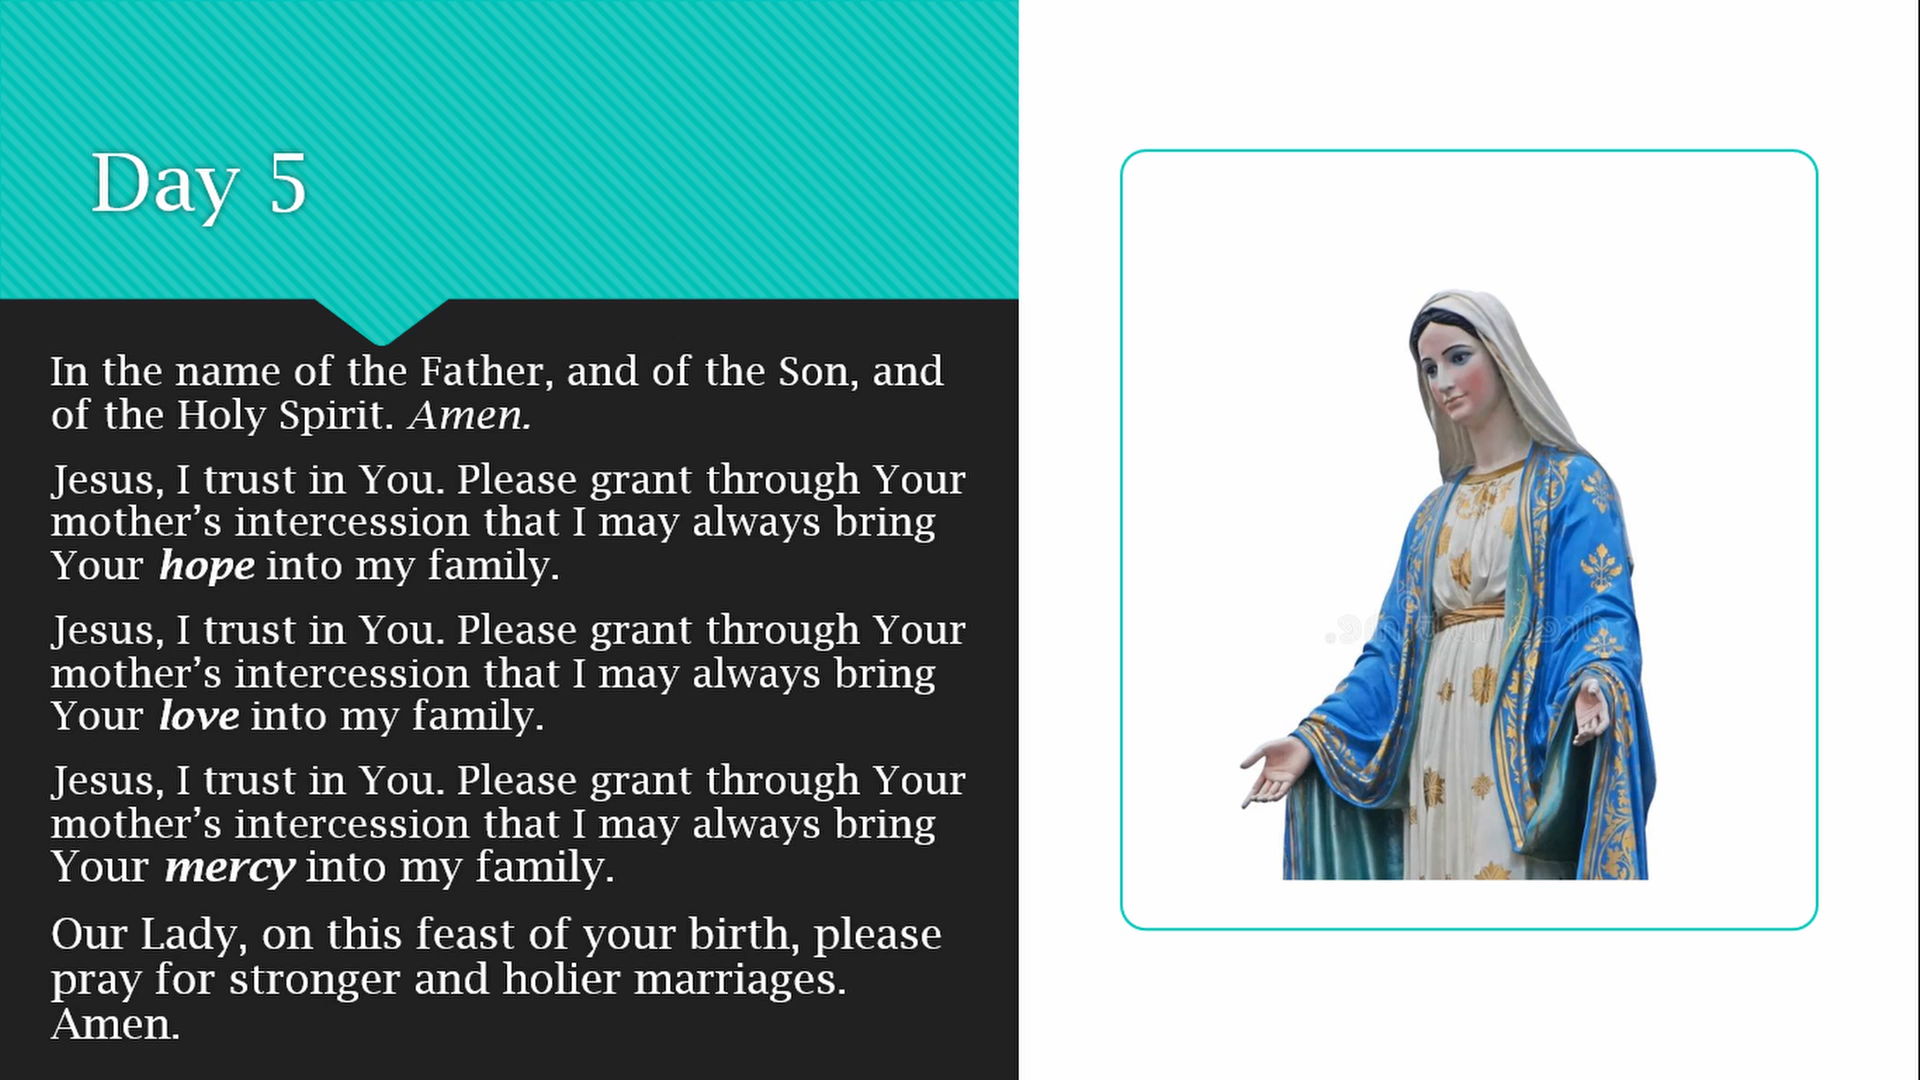 Day 5
In the name of the Father, and of the Son, and
of the Holy Spirit. Amen.
Jesus, I trust in You. Please grant through Your
mother’s intercession that I may always bring
Your hope into my family.
Jesus, I trust in You. Please grant through Your
mother’s intercession that I may always bring
Your love into my family.
Jesus, I trust in You. Please grant through Your
mother’s intercession that I may always bring
Your mercy into my family.
Our Lady, on this feast of your birth, please
pray for stronger and holier marriages.
Amen.